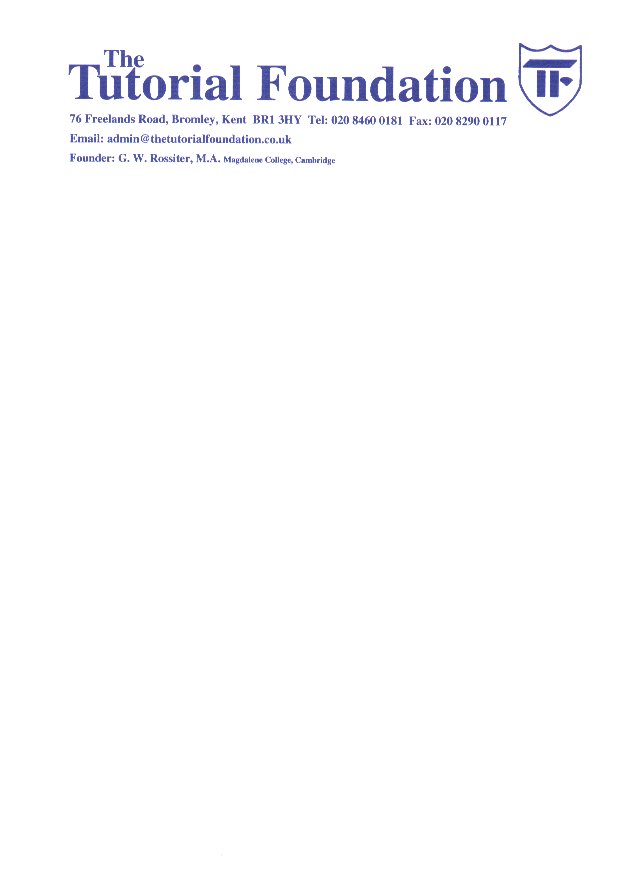 The
Tutorial Foundation
TF
76 Freelands Road, Bromley, Kent BR1 3HY Tel: 020 8460 0181 Fax: 020 8290 0117
Email: admin@thetutorialfoundation.co.uk
Founder: G. W. Rossiter, M.A. Magdalene College, Cambridge